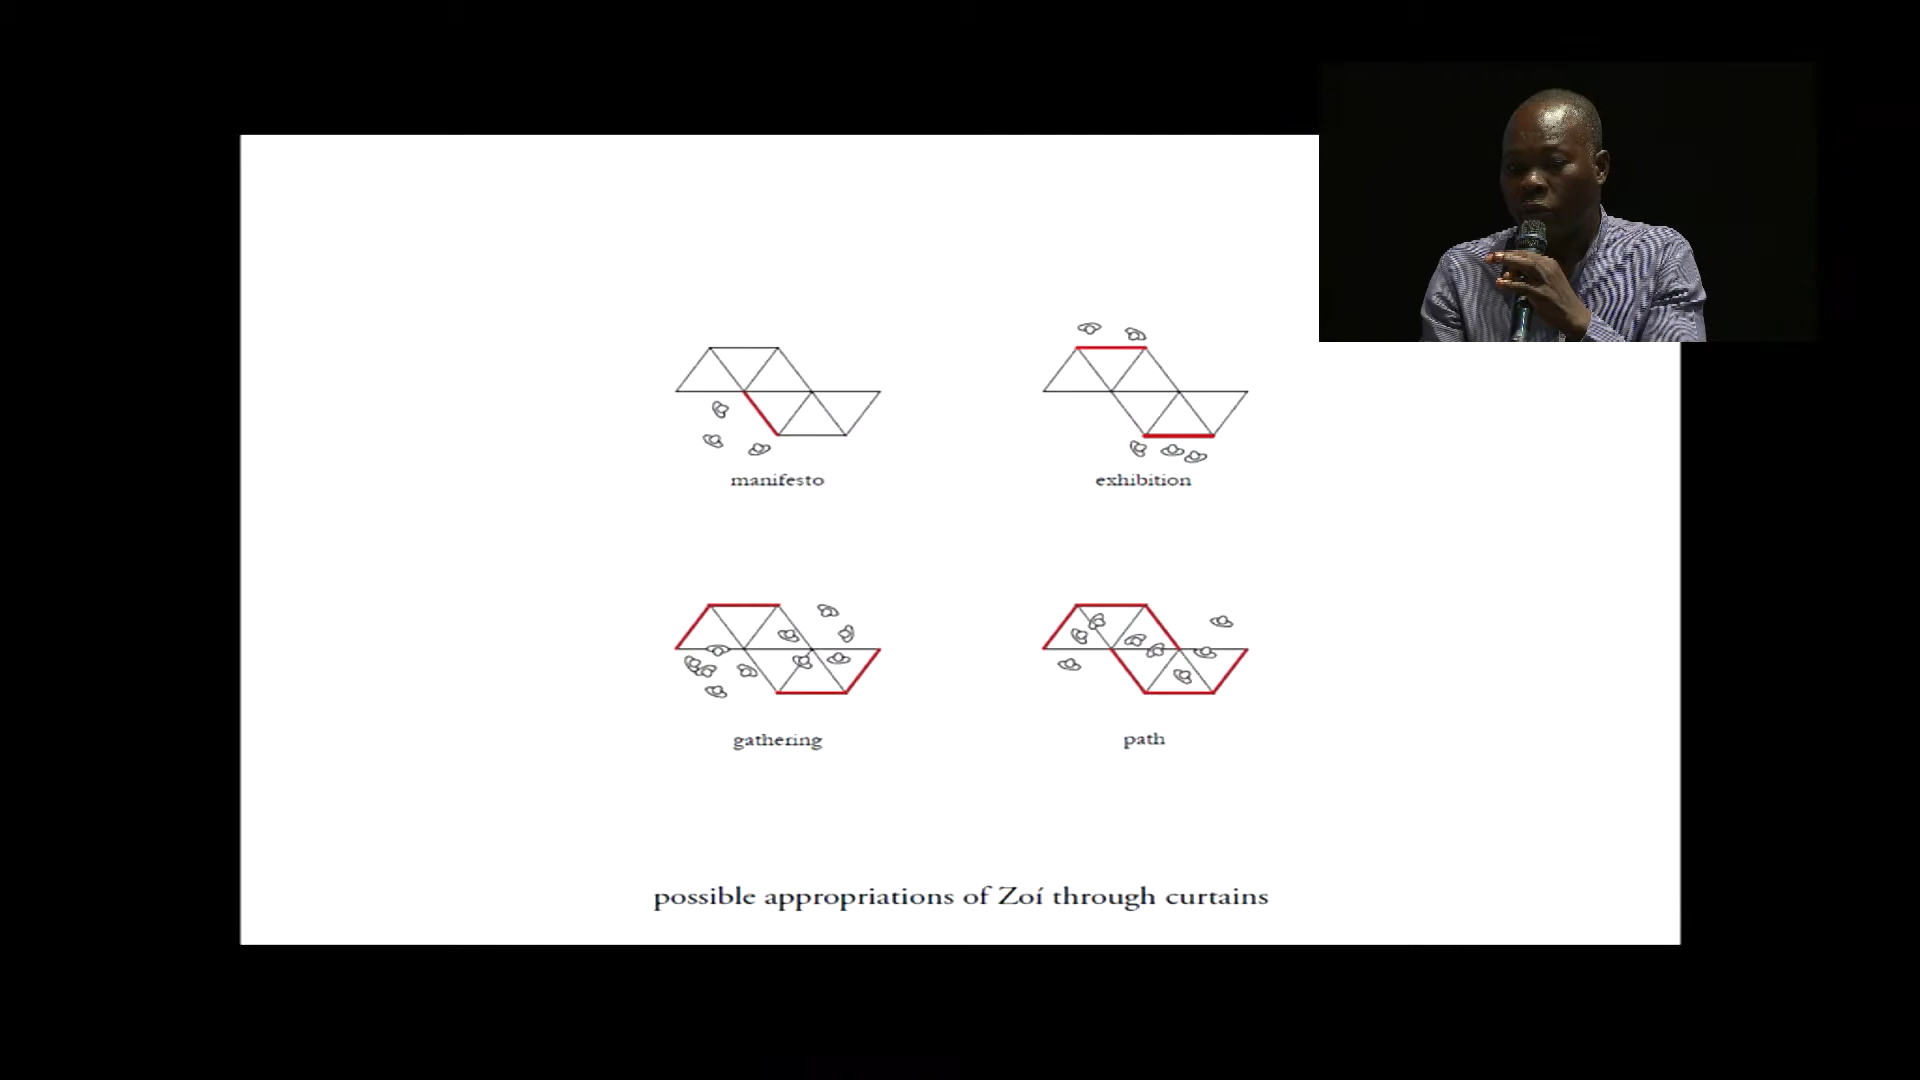 manifesto
exhibition
gathering
path
possible appropriations of Zoí through curtains